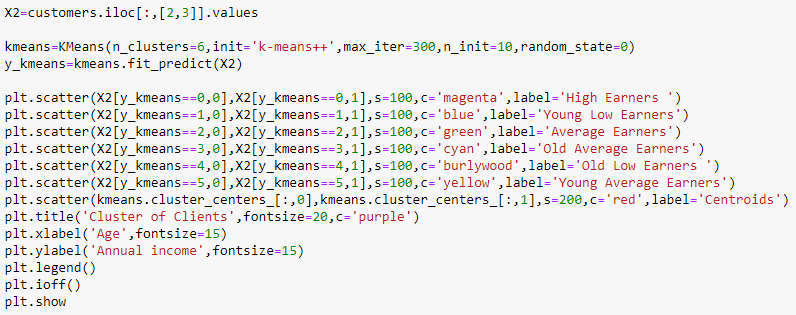 X2=customers.iloc[:,[2,3]].values
kmeans=KMeans(n_clusters=6,init='k-means++',max_iter=300,n_init=10,random_state=0)
y_kmeans=kmeans.fit_predict(X2)
plt.scatter(X2[y_kmeans==0,0],X2[y_kmeans==0,1],s=100,c='magenta',label='High Earners ')
plt.scatter(X2[y_kmeans==1,0],X2[y_kmeans==1,1],s=100,c='blue',label='Young Low Earners')
plt.scatter(X2[y_kmeans==2,0],X2[y_kmeans==2,1],s=100,c='green',label='Average Earners')
plt.scatter(X2[y_kmeans==3,0],X2[y_kmeans==3,1],s=100,c='cyan',label='Old Average Earners')
plt.scatter(X2[y_kmeans==4,0],X2[y_kmeans==4,1],s=100,c='burlywood',label='Old Low Earners ')
plt.scatter(X2[y_kmeans==5,0],X2[y_kmeans==5,1],s=100,c='yellow',label='Young Average Earners')
plt.scatter(kmeans.cluster_centers_[:,0],kmeans.cluster_centers_[:,1],s=200,c='red',label='Centroids')
plt.title('Cluster of Clients',fontsize=20,c='purple')
plt.xlabel('Age',fontsize=15)
plt.ylabel('Annual income',fontsize=15)
plt.legend()
plt.ioff()
plt.show